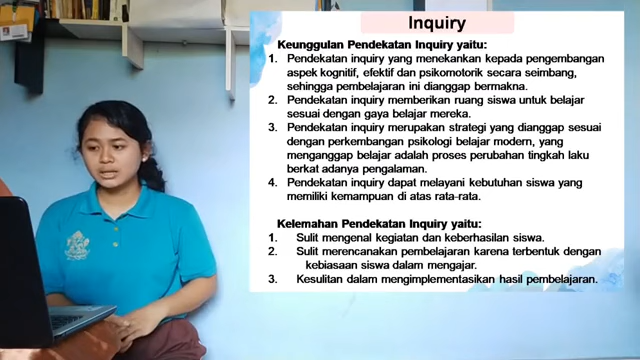 Inquiry
Keunggulan Pendekatan Inquiry yaitu:
1. Pendekatan inquiry yang menekankan kepada pengembangan
aspek kognitif, efektif dan psikomotorik secara seimbang,
sehingga pembelajaran ini dianggap bermakna.
2. Pendekatan inquiry memberikan ruang siswa untuk belajar
sesuai dengan gaya belajar mereka.
3. Pendekatan inquiry merupakan strategi yang dianggap sesuai
dengan perkembangan psikologi belajar modern, yang
menganggap belajar adalah proses perubahan tingkah laku
berkat adanya pengalaman.
4. Pendekatan inquiry dapat melayani kebutuhan siswa yang
memiliki kemampuan di atas rata-rata.
Kelemahan Pendekatan Inquiry yaitu:
1. Sulit mengenal kegiatan dan keberhasilan siswa.
2. Sulit merencanakan pembelajaran karena terbentuk dengan
kebiasaan siswa dalam mengajar.
3. Kesulitan dalam mengimplementasikan hasil pembelajaran.